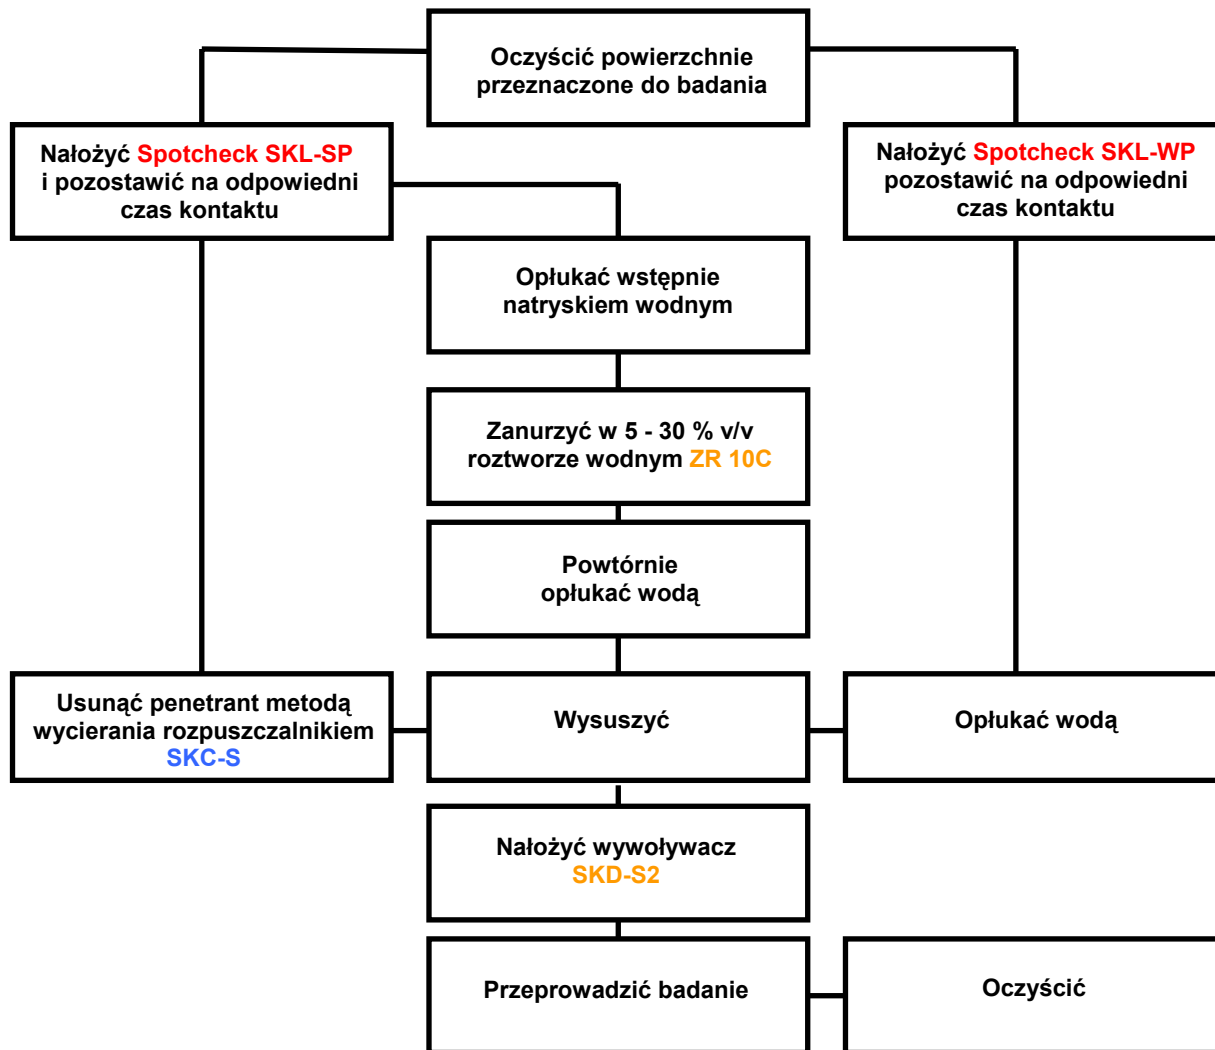 Oczyścić powierzchnie
przeznaczone do badania
Nałożyć Spotcheck SKL-SP
i pozostawić na odpowiedni
czas kontaktu
Nałożyć Spotcheck SKL-WP
pozostawić na odpowiedni
czas kontaktu
Opłukać wstępnie
natryskiem wodnym
Zanurzyć w 5 - 30 % v/v
roztworze wodnym ZR 10C
Powtórnie
opłukać wodą
Usunąć penetrant metodą
wycierania rozpuszczalnikiem
SKC-S
Wysuszyć
Opłukać wodą
Nałożyć wywoływacz
SKD-S2
Przeprowadzić badanie
Oczyścić